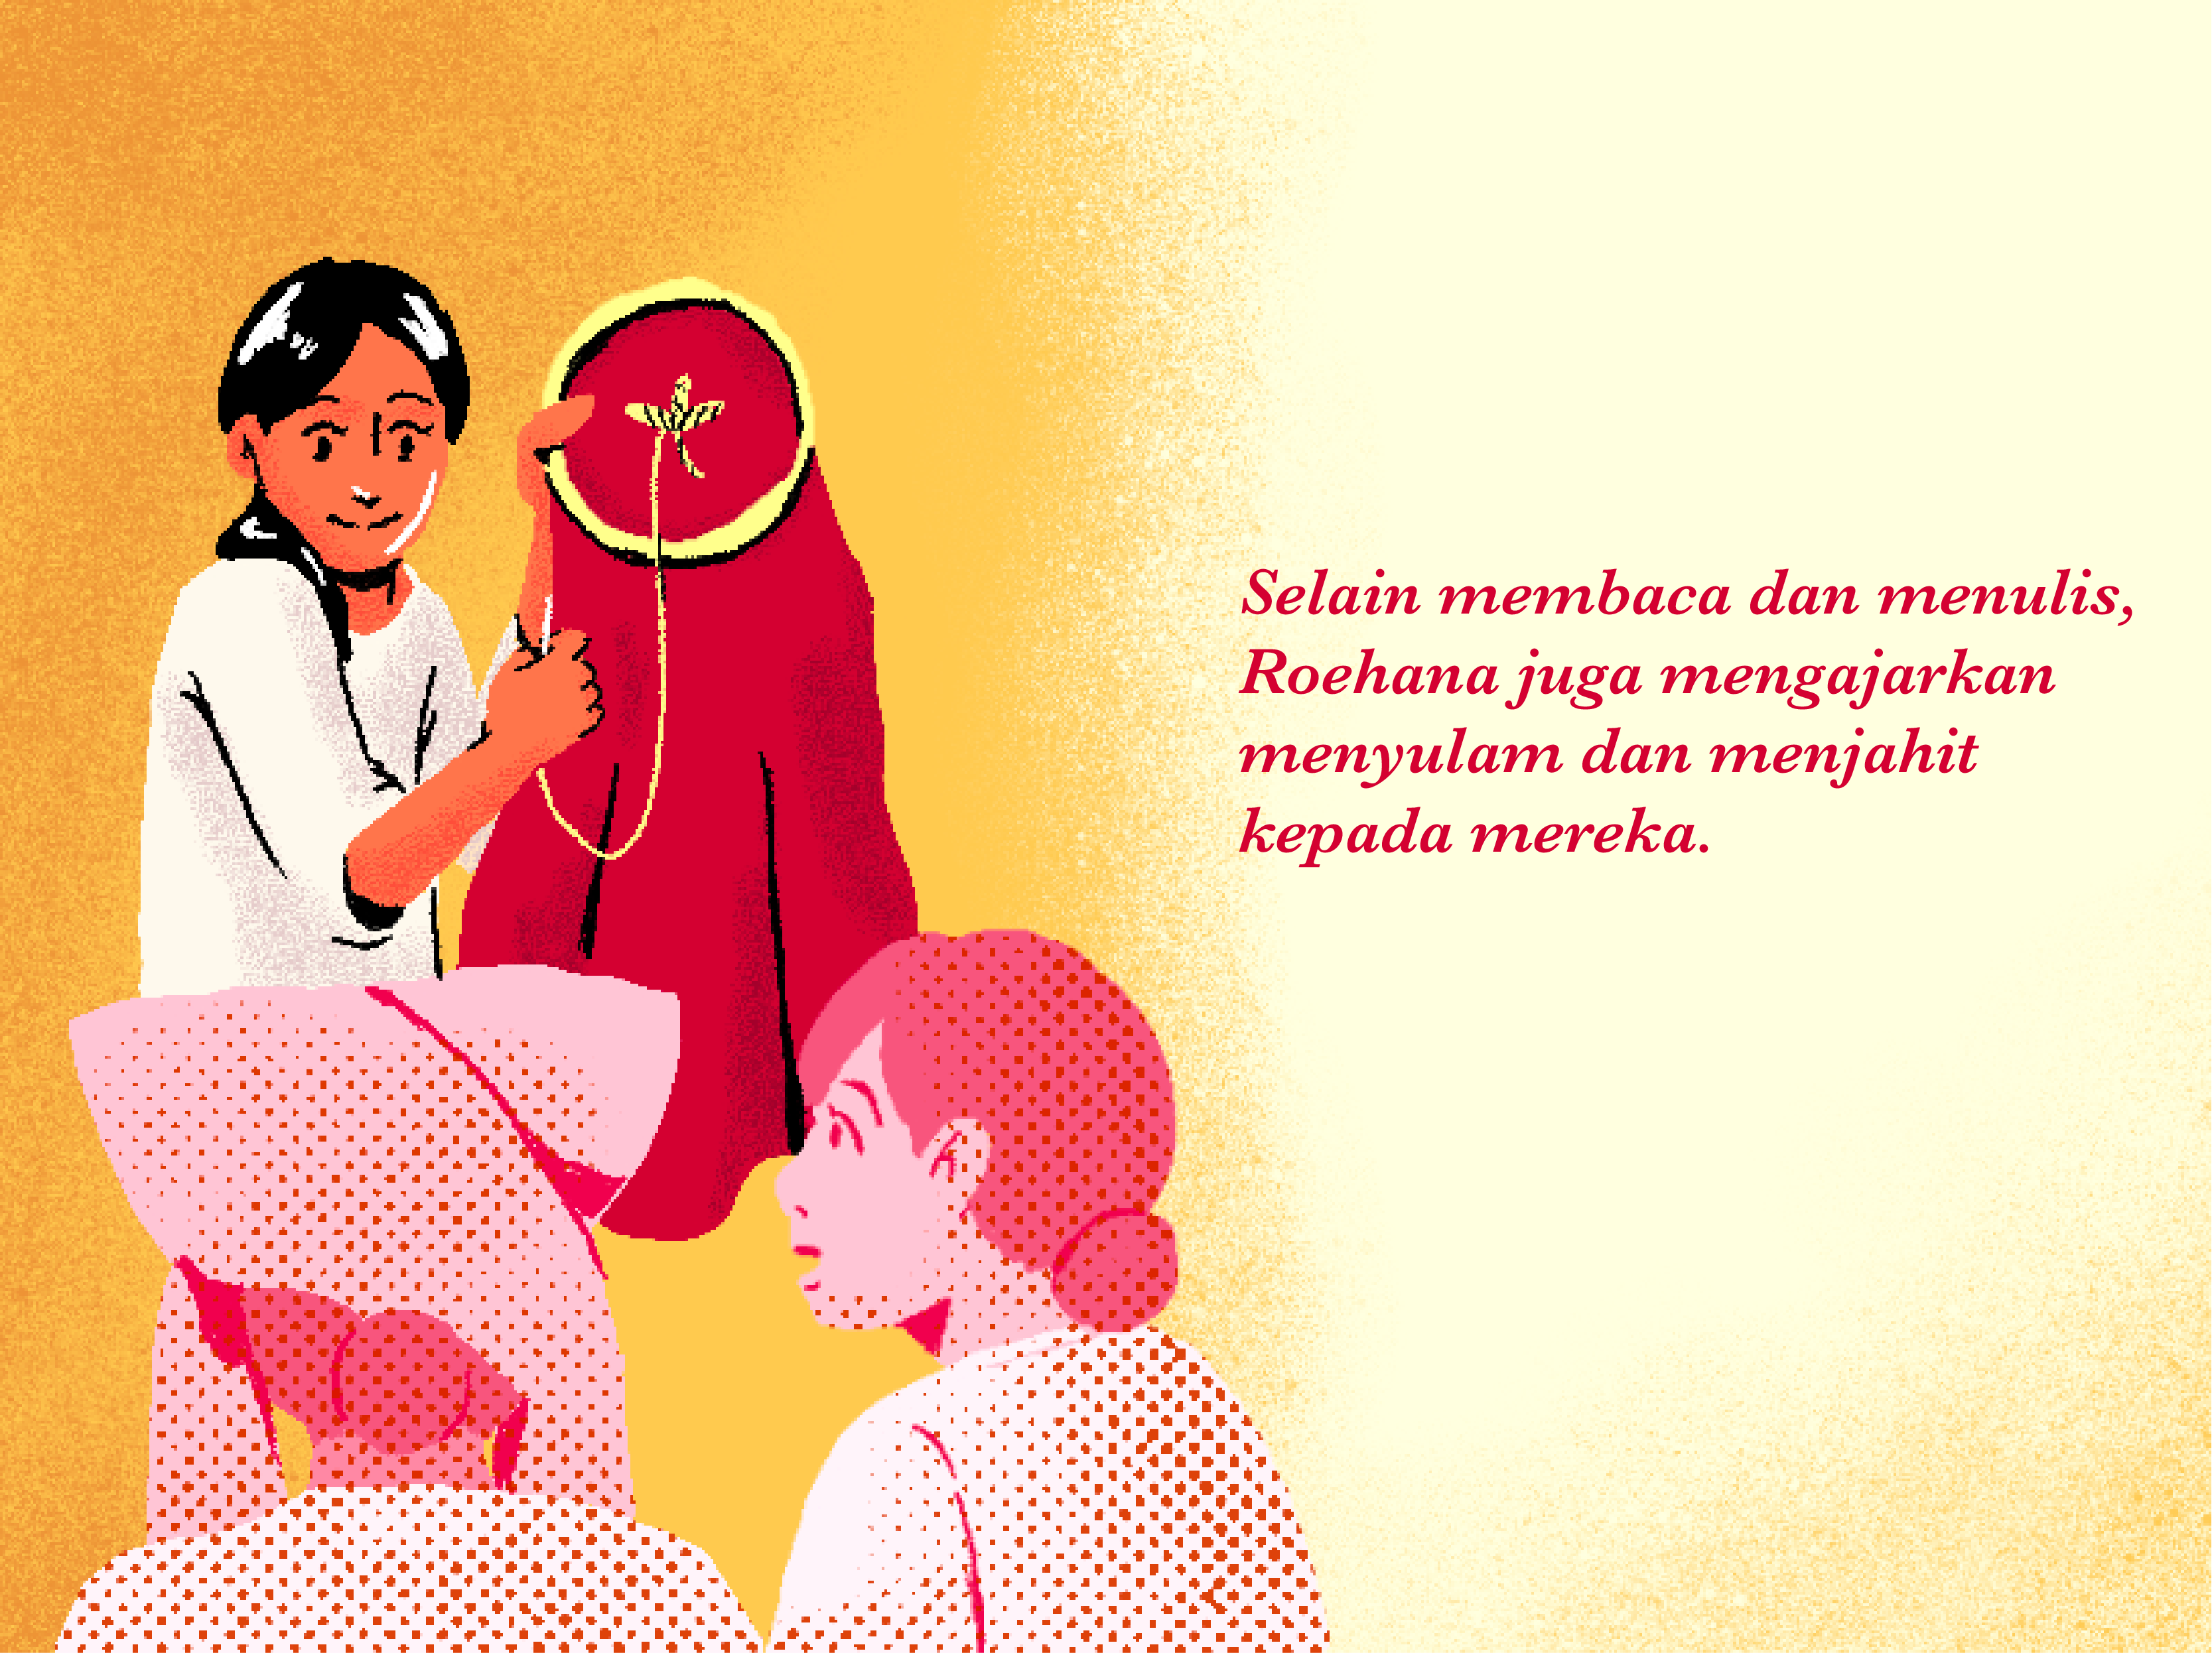 Selain membaca dan menulis,
Roehana juga mengajarkan
menyulam dan menjahit
kepada mereka.